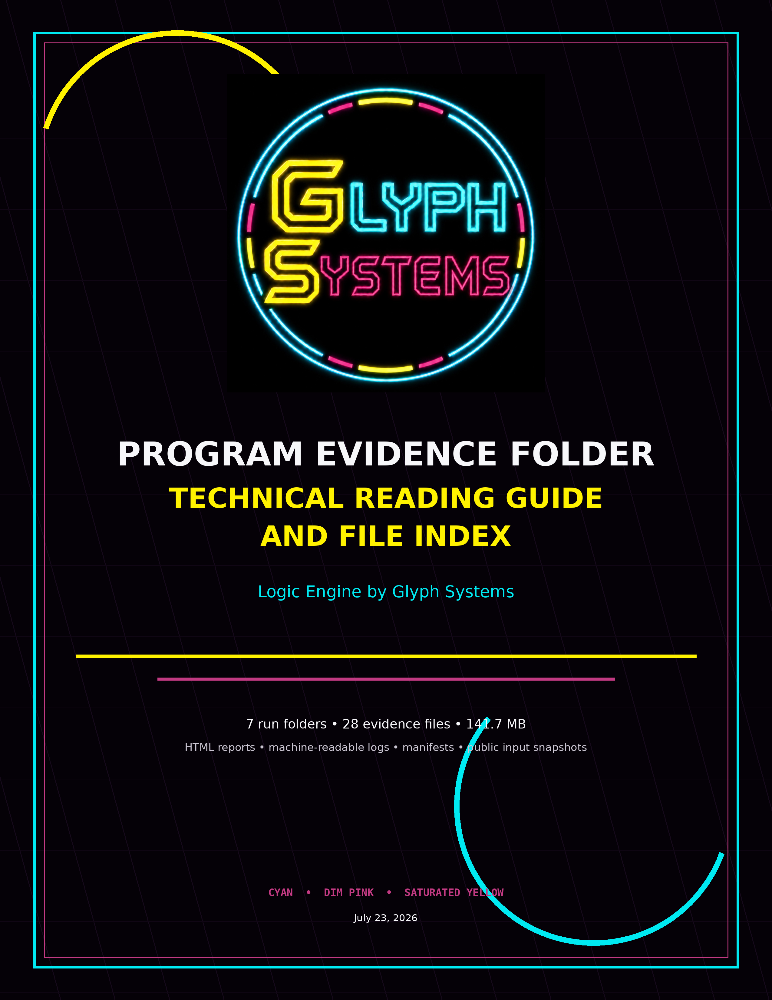 GLYPH
SYSTEMS
PROGRAM EVIDENCE FOLDER
TECHNICAL READING GUIDE
AND FILE INDEX
Logic Engine by Glyph Systems
7 run folders • 28 evidence files • 141.7 MB
HTML reports • machine-readable logs • manifests • public input snapshots
CYAN • DIM PINK • SATURATED YELLOW
July 23, 2026